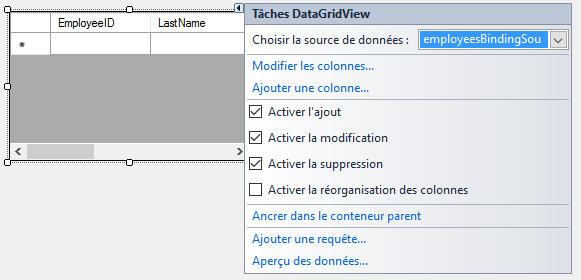 EmployeeID LastName
Tâches DataGridView
Choisir la source de données : employeesBindingSou
Modifier les colonnes...
Ajouter une colonne...
Activer l'ajout
Activer la modification
Activer la suppression
Activer la réorganisation des colonnes
Ancrer dans le conteneur parent
Ajouter une requête...
Aperçu des données...